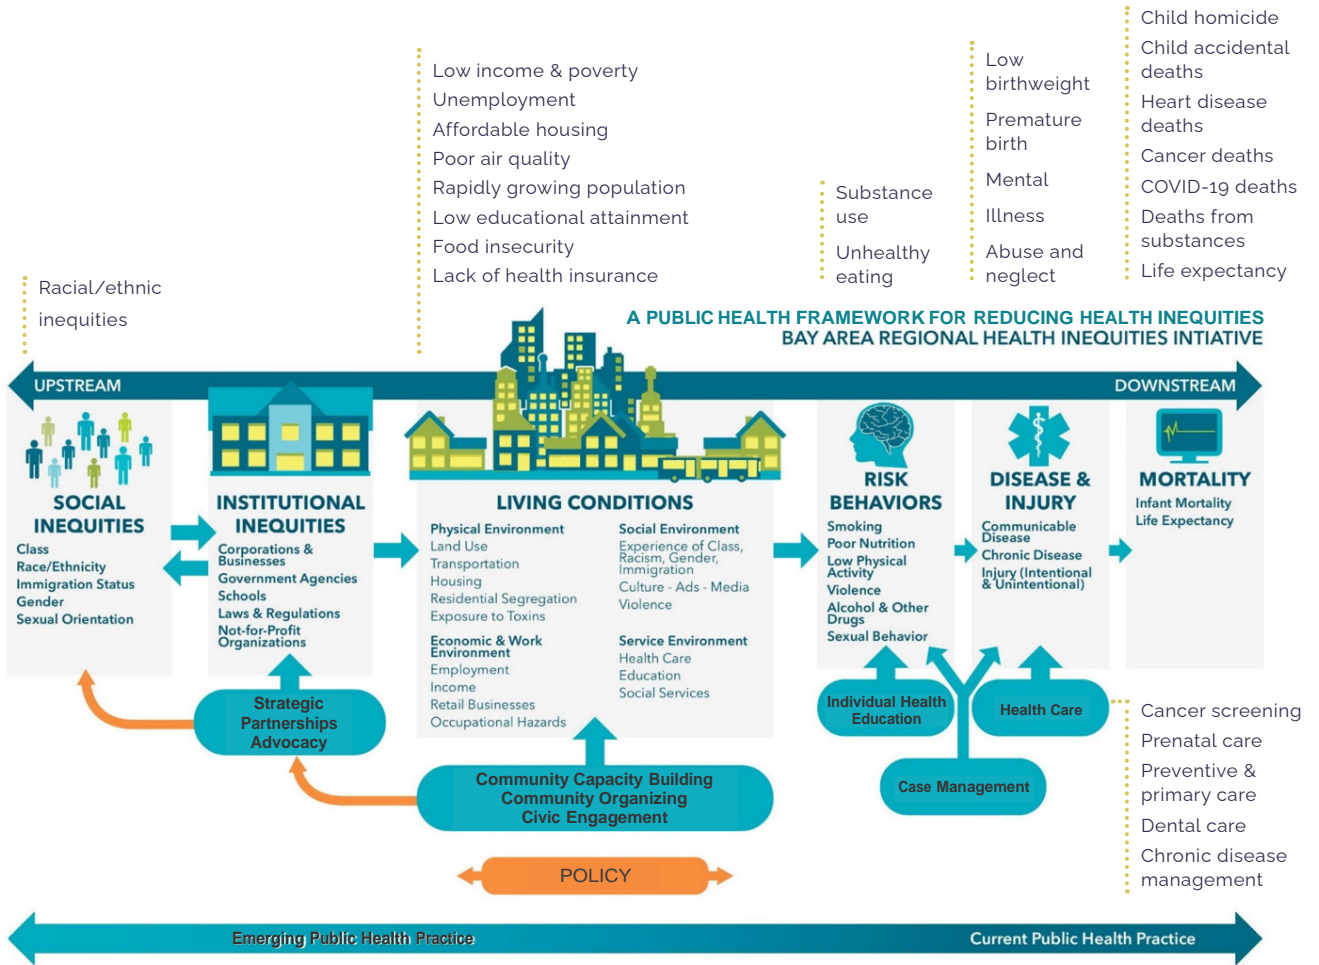 Racial/ethnic
inequities
Low income & poverty
Unemployment
Affordable housing
Poor air quality
Rapidly growing population
Low educational attainment
Food insecurity
Lack of health insurance
Substance
use
Unhealthy
eating
Low
birthweight
Premature
birth
Mental
Illness
Abuse and
neglect
Child homicide
Child accidental
deaths
Heart disease
deaths
Cancer deaths
COVID-19 deaths
Deaths from
substances
Life expectancy
A PUBLIC HEALTH FRAMEWORK FOR REDUCING HEALTH INEQUITIES
BAY AREA REGIONAL HEALTH INEQUITIES INTIATIVE
UPSTREAM
DOWNSTREAM
SOCIAL
INEQUITIES
Class
Race/Ethnicity
Immigration Status
Gender
Sexual Orientation
INSTITUTIONAL
INEQUITIES
Corporations &
Businesses
Government Agencies
Schools
Laws & Regulations
Not-for-Profit
Organizations
LIVING CONDITIONS
Physical Environment
Land Use
Transportation
Housing
Residential Segregation
Exposure to Toxins
Economic & Work
Environment
Employment
Income
Retail Businesses
Occupational Hazards
Social Environment
Experience of Class,
Racism, Gender,
Immigration
Culture - Ads - Media
Violence
Service Environment
Health Care
Education
Social Services
RISK
BEHAVIORS
Smoking
Poor Nutrition
Low Physical
Activity
Violence
Alcohol & Other
Drugs
Sexual Behavior
DISEASE &
INJURY
Communicable
Disease
Chronic Disease
Injury (Intentional
& Unintentional)
MORTALITY
Infant Mortality
Life Expectancy
Strategic
Partnerships
Advocacy
Community Capacity Building
Community Organizing
Civic Engagement
Individual Health
Education
Health Care
Case Management
Cancer screening
Prenatal care
Preventive &
primary care
Dental care
Chronic disease
management
POLICY
Emerging Public Health Practice
Current Public Health Practice